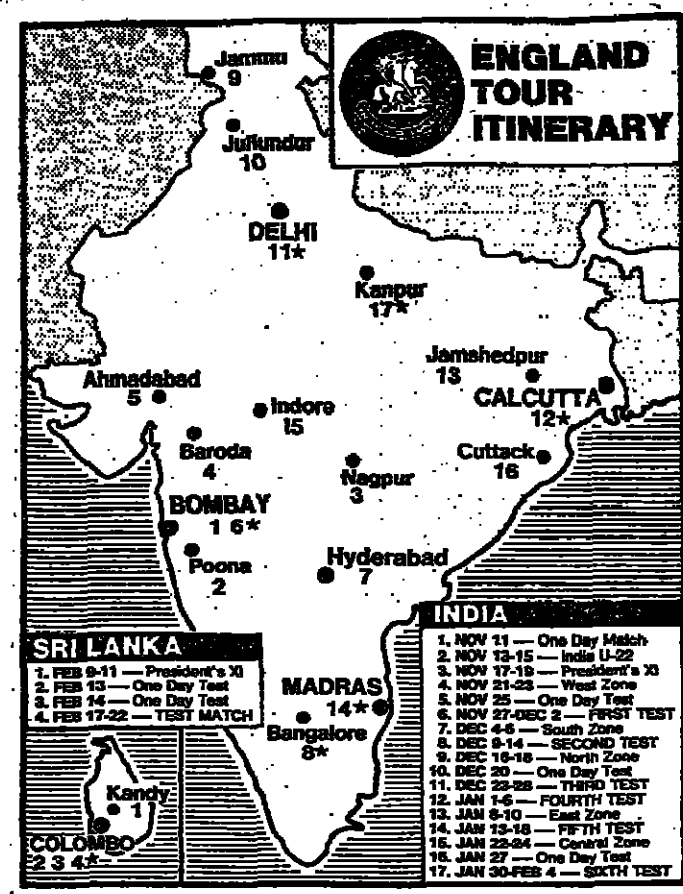 ENGLAND
TOUR
ITINERARY
Jammu
9
Jullundur
10
DELHI
11*
Kanpur
17*
Jamshedpur
13
Ahmadabad
5
Indore
15
CALCUTTA
12*
Baroda
4
Nagpur
3
Cuttack
16
BOMBAY
1 6*
Poona
2
Hyderabad
7
MADRAS
14*
Bangalore
8*
SRI LANKA
1. FEB 9-11 — President's XI
2. FEB 13 — One Day Test
3. FEB 14 — One Day Test
4. FEB 17-22 — TEST MATCH
Kandy
1
COLOMBO
2 3 4*
INDIA
1. NOV 11 — One Day Match
2. NOV 13-15 — India U-22
3. NOV 17-19 — President's XI
4. NOV 21-23 — West Zone
5. NOV 25 — One Day Test
6. NOV 27-DEC 2 — FIRST TEST
7. DEC 4-6 — South Zone
8. DEC 9-14 — SECOND TEST
9. DEC 16-18 — North Zone
10. DEC 20 — One Day Test
11. DEC 23-28 — THIRD TEST
12. JAN 1-6 — FOURTH TEST
13. JAN 8-10 — East Zone
14. JAN 13-18 — FIFTH TEST
15. JAN 22-24 — Central Zone
16. JAN 27 — One Day Test
17. JAN 30-FEB 4 — SIXTH TEST